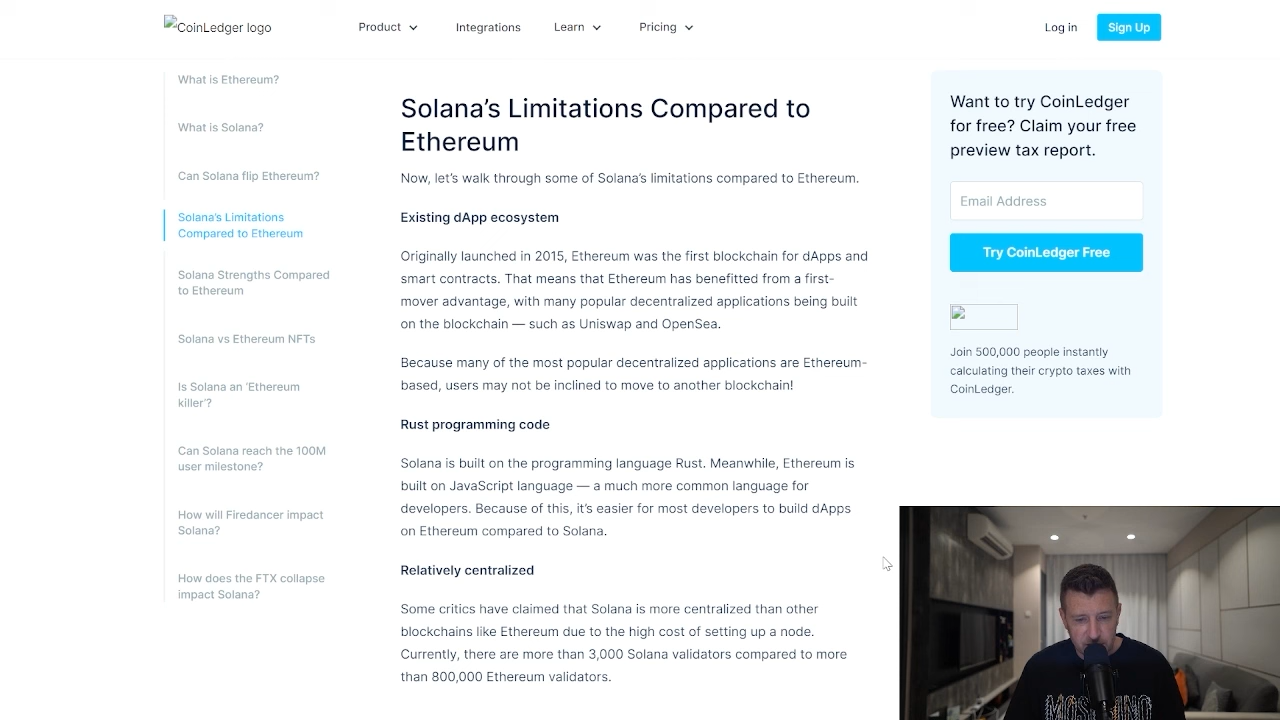 CoinLedger logo
Product
Integrations
Learn
Pricing
Log in
Sign Up
What is Ethereum?
What is Solana?
Can Solana flip Ethereum?
Solana's Limitations
Compared to Ethereum
Solana Strengths Compared
to Ethereum
Solana vs Ethereum NFTs
Is Solana an ‘Ethereum
killer’?
Can Solana reach the 100M
user milestone?
How will Firedancer impact
Solana?
How does the FTX collapse
impact Solana?
Solana’s Limitations Compared to
Ethereum
Now, let’s walk through some of Solana’s limitations compared to Ethereum.
Existing dApp ecosystem
Originally launched in 2015, Ethereum was the first blockchain for dApps and
smart contracts. That means that Ethereum has benefitted from a first-
mover advantage, with many popular decentralized applications being built
on the blockchain — such as Uniswap and OpenSea.
Because many of the most popular decentralized applications are Ethereum-
based, users may not be inclined to move to another blockchain!
Rust programming code
Solana is built on the programming language Rust. Meanwhile, Ethereum is
built on JavaScript language — a much more common language for
developers. Because of this, it’s easier for most developers to build dApps
on Ethereum compared to Solana.
Relatively centralized
Some critics have claimed that Solana is more centralized than other
blockchains like Ethereum due to the high cost of setting up a node.
Currently, there are more than 3,000 Solana validators compared to more
than 800,000 Ethereum validators.
Want to try CoinLedger
for free? Claim your free
preview tax report.
Email Address
Try CoinLedger Free
Join 500,000 people instantly
calculating their crypto taxes with
CoinLedger.